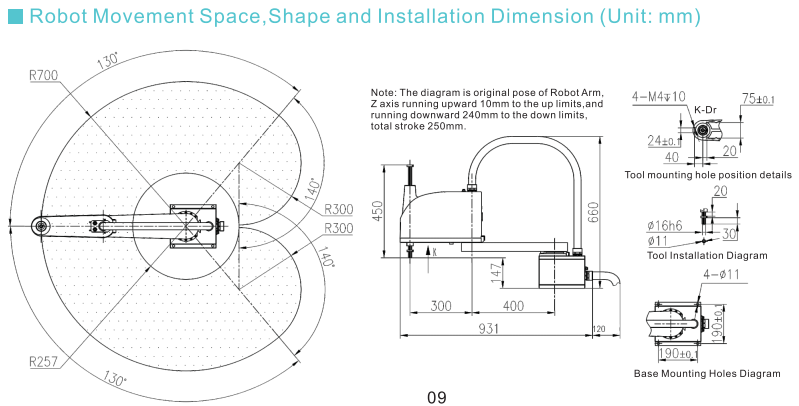 Robot Movement Space,Shape and Installation Dimension (Unit: mm)
130°
R700
140°
R300
R300
140°
R257
130°
Note: The diagram is original pose of Robot Arm,
Z axis running upward 10mm to the up limits,and
running downward 240mm to the down limits,
total stroke 250mm.
450
660
K
147
300
400
931
120
4-M4↧10
K-Dr
75±0.1
24±0.1
40
20
Tool mounting hole position details
20
ø16h6
ø11
30
Tool Installation Diagram
4-ø11
190±0.1
190±0.1
Base Mounting Holes Diagram
09